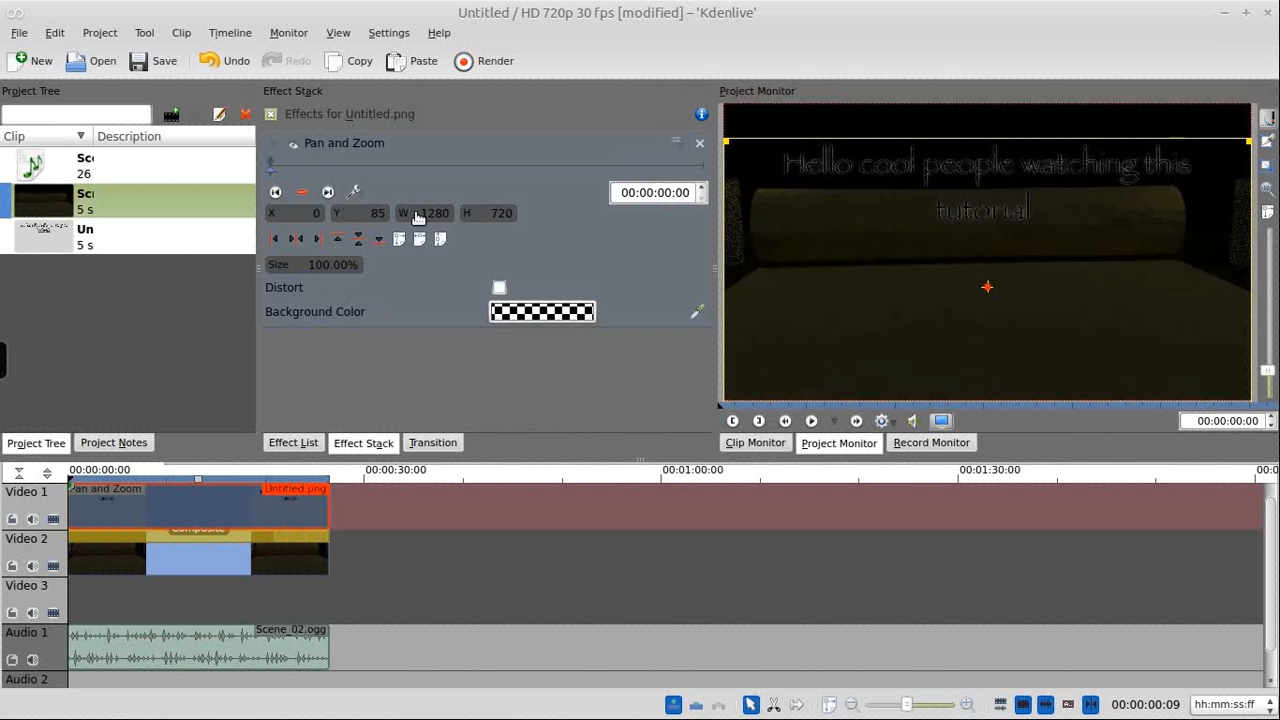 Untitled / HD 720p 30 fps [modified] – 'Kdenlive'
File Edit Project Tool Clip Timeline Monitor View Settings Help
New Open Save Undo Redo Copy Paste Render
Project Tree
Clip Description
Sc
26
Sc
5 s
Un
5 s
Project Tree Project Notes
Effect Stack
Effects for Untitled.png
Pan and Zoom
00:00:00:00
X 0 Y 85 W 1280 H 720
Size 100.00%
Distort
Background Color
Effect List Effect Stack Transition
Project Monitor
Hello cool people watching this
tutorial
00:00:00:00
Clip Monitor Project Monitor Record Monitor
00:00:00:00 00:00:30:00 00:01:00:00 00:01:30:00
Video 1
Pan and Zoom Untitled.png
Video 2
Composite
Video 3
Audio 1
Scene_02.ogg
Audio 2
00:00:00:09 hh:mm:ss:ff